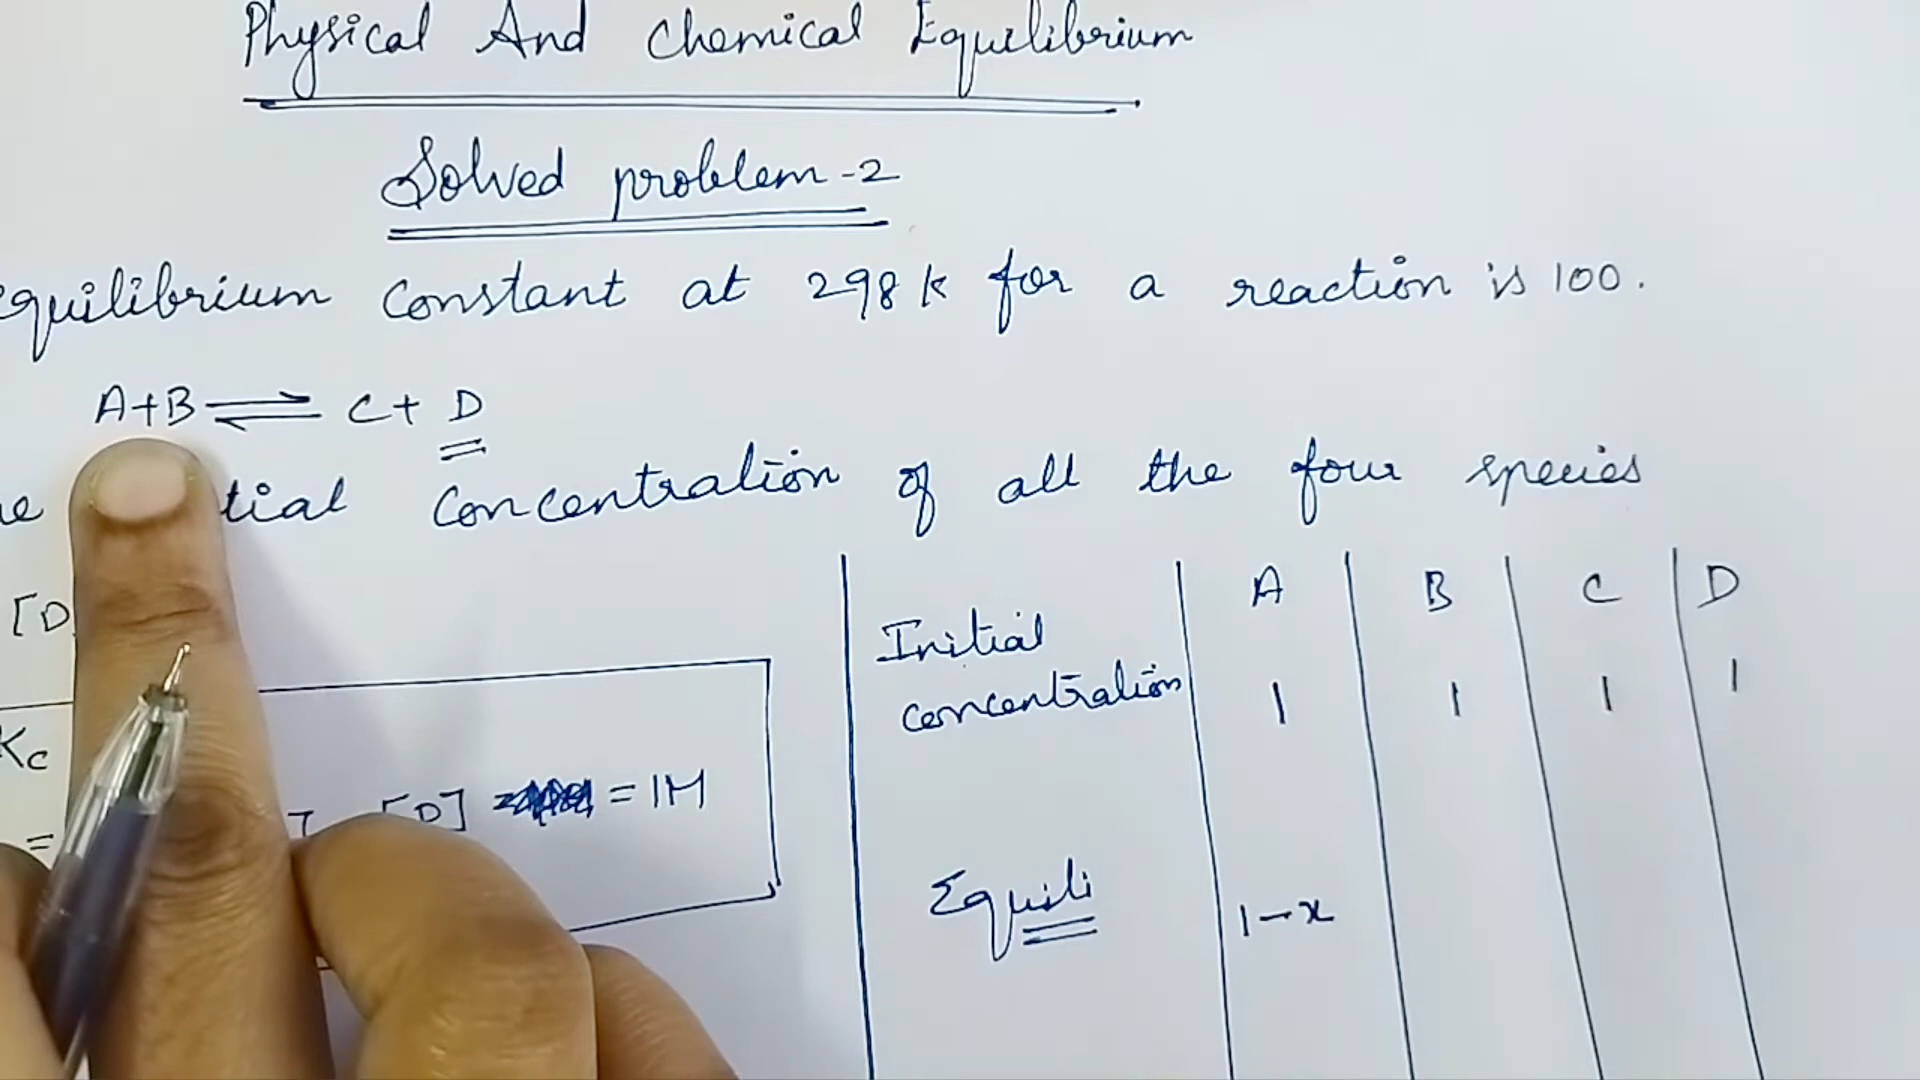 Physical And Chemical Equilibrium
Solved problem-2
equilibrium constant at 298 k for a reaction is 100.
A+B ⇌ C+ D
tial concentration of all the four species
[D
Kc
=
[D] = 1M
A B C D
Initial concentration 1 1 1 1
Equili 1-x